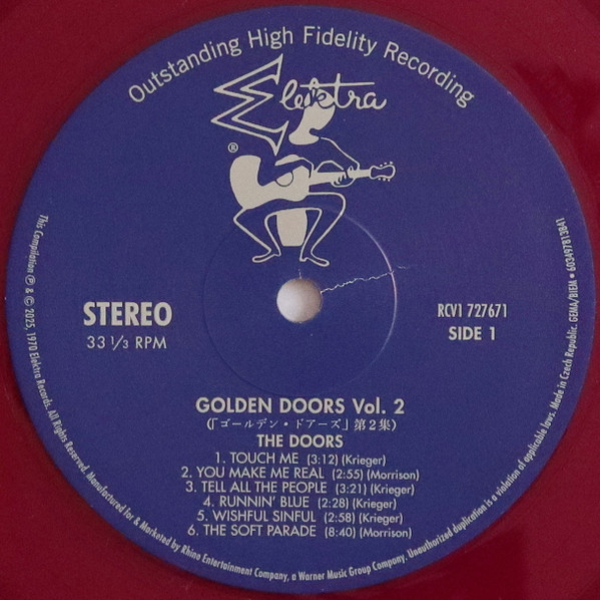 Outstanding High Fidelity Recording
Elektra
®
STEREO
33 1/3 RPM
RCV1 727671
SIDE 1
GOLDEN DOORS Vol. 2
(「ゴールデン・ドアーズ」第2集)
THE DOORS
1. TOUCH ME (3:12) (Krieger)
2. YOU MAKE ME REAL (2:55) (Morrison)
3. TELL ALL THE PEOPLE (3:21) (Krieger)
4. RUNNIN' BLUE (2:28) (Krieger)
5. WISHFUL SINFUL (2:58) (Krieger)
6. THE SOFT PARADE (8:40) (Morrison)
This Compilation ℗ & © 2025, 1970 Elektra Records. All Rights Reserved. Manufactured for & Marketed by Rhino Entertainment Company, a Warner Music Group Company. Unauthorized duplication is a violation of applicable laws. Made in Czech Republic. GEMA/BIEM • 603497813841